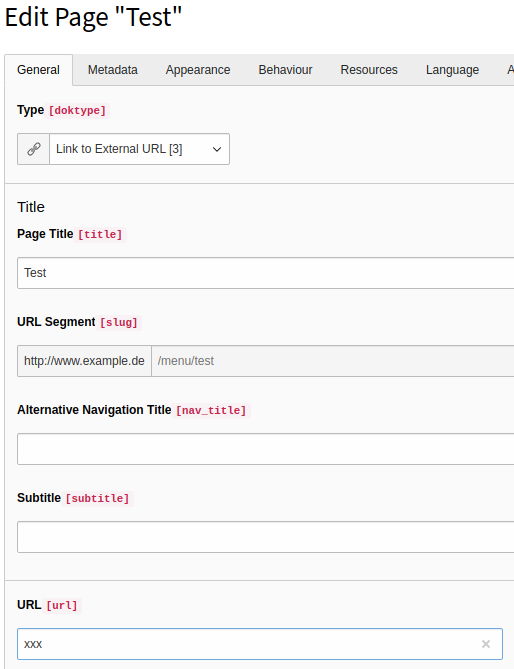 Edit Page "Test"
General Metadata Appearance Behaviour Resources Language A
Type [doktype]
Link to External URL [3]
Title
Page Title [title]
Test
URL Segment [slug]
http://www.example.de /menu/test
Alternative Navigation Title [nav_title]
Subtitle [subtitle]
URL [url]
xxx